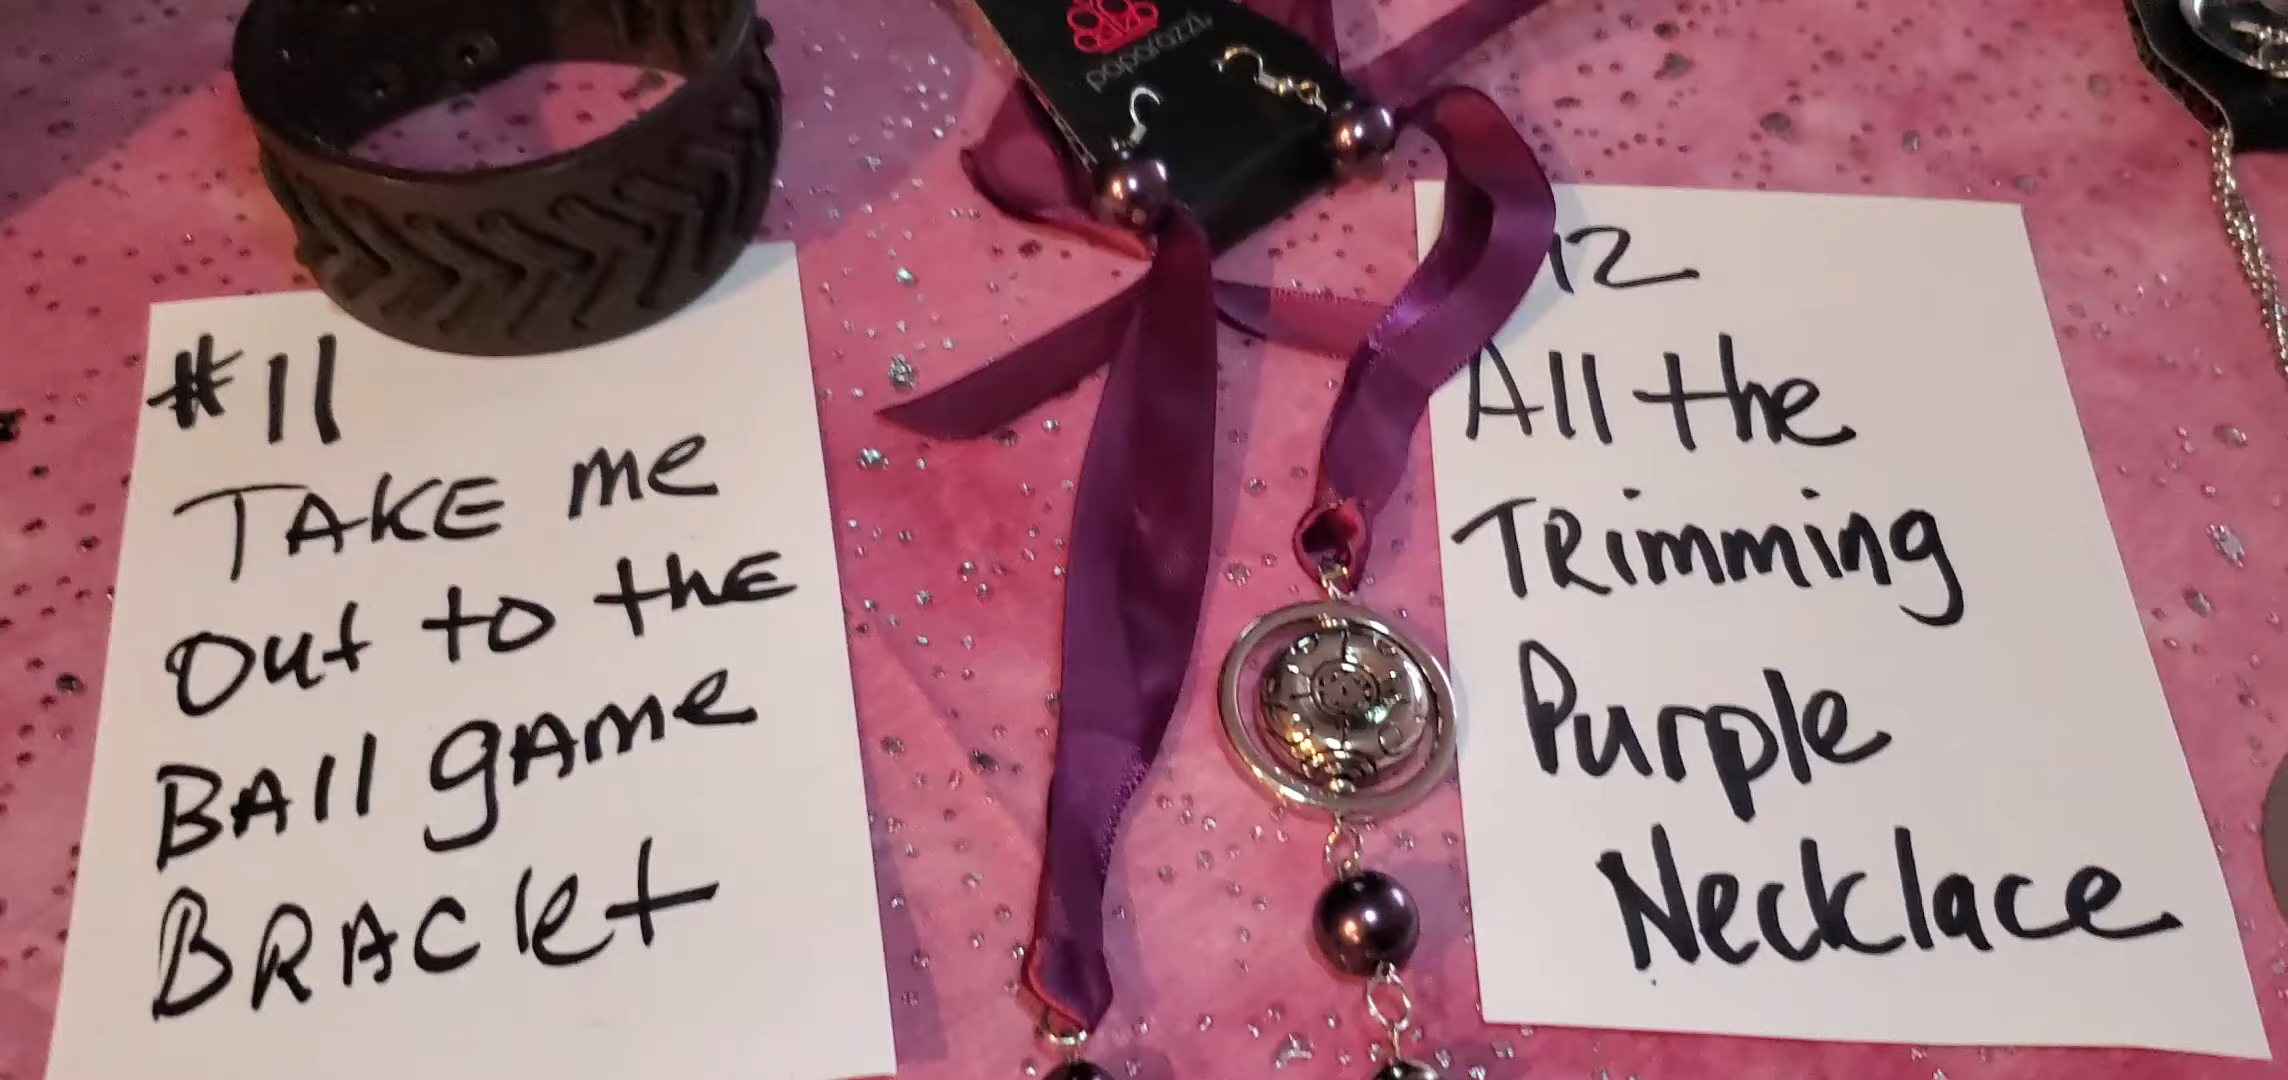 paparazzi
#11
TAKE me
Out to thE
BAll gAme
BRAClet
12
All the
TRimming
Purple
Necklace